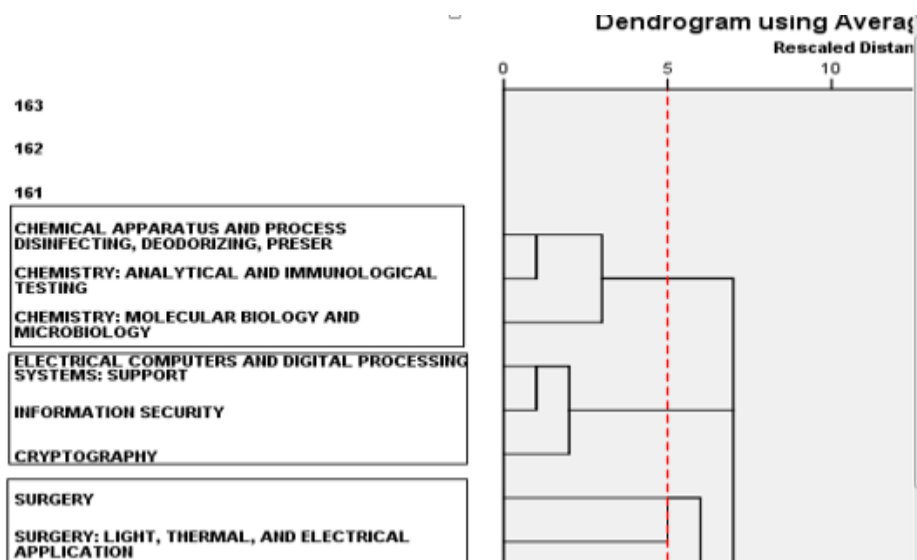 Dendrogram using Averag
Rescaled Distan
0 5 10
163
162
161
CHEMICAL APPARATUS AND PROCESS
DISINFECTING, DEODORIZING, PRESER
CHEMISTRY: ANALYTICAL AND IMMUNOLOGICAL
TESTING
CHEMISTRY: MOLECULAR BIOLOGY AND
MICROBIOLOGY
ELECTRICAL COMPUTERS AND DIGITAL PROCESSING
SYSTEMS: SUPPORT
INFORMATION SECURITY
CRYPTOGRAPHY
SURGERY
SURGERY: LIGHT, THERMAL, AND ELECTRICAL
APPLICATION